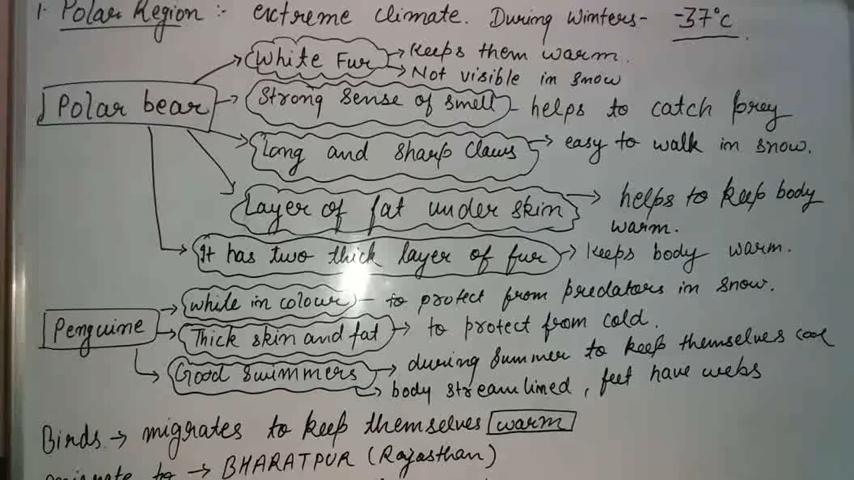 1. Polar Region :- extreme climate. During winters- -37°c.
White Fur → Keeps them warm.
→ Not visible in snow
Polar bear → Strong sense of smell - helps to catch prey
Long and sharp claws → easy to walk in snow.
Layer of fat under skin → helps to keep body
warm.
It has two thick layer of fur → keeps body warm.
white in colour - to protect from predators in snow.
Penguine → Thick skin and fat → to protect from cold.
Good swimmers → during summer to keep themselves cool
→ body streamlined, feet have webs
Birds → migrates to keep themselves warm
to → BHARATPUR (Rajasthan)